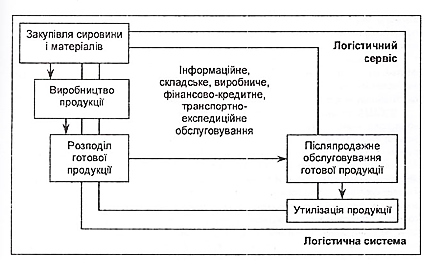 Закупівля сировини
і матеріалів
Логістичний
сервіс
Виробництво
продукції
Інформаційне,
складське, виробниче,
фінансово-кредитне,
транспортно-
експедиційне
обслуговування
Розподіл
готової
продукції
Післяпродажне
обслуговування
готової продукції
Утилізація продукції
Логістична система